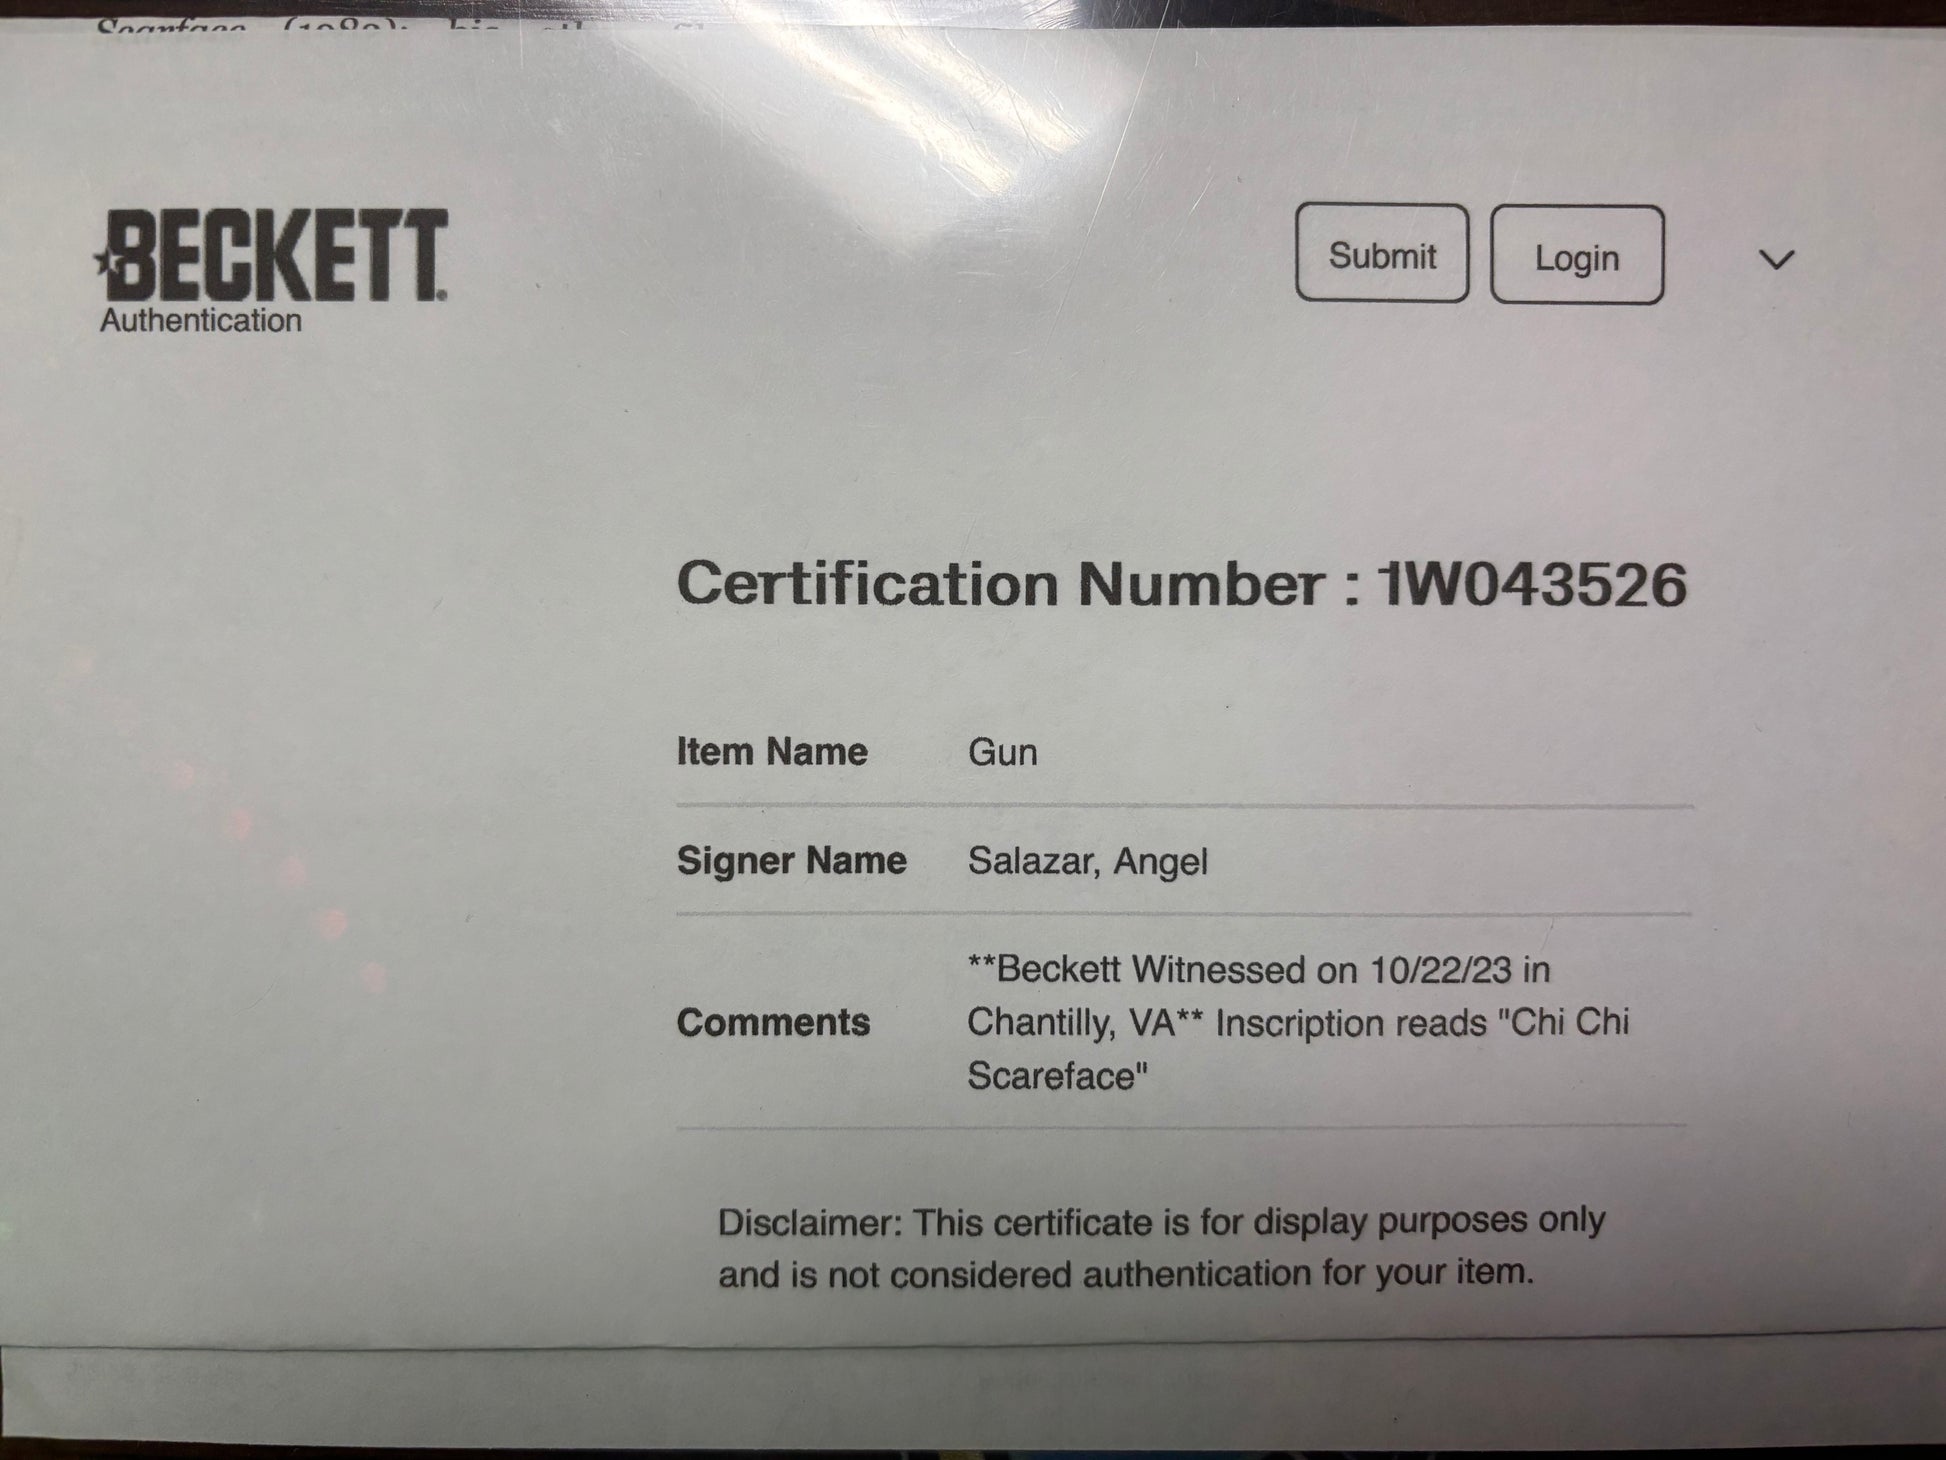 BECKETT.
Authentication
Submit
Login
Certification Number : 1W043526
Item Name Gun
Signer Name Salazar, Angel
Comments **Beckett Witnessed on 10/22/23 in
Chantilly, VA** Inscription reads "Chi Chi
Scareface"
Disclaimer: This certificate is for display purposes only
and is not considered authentication for your item.